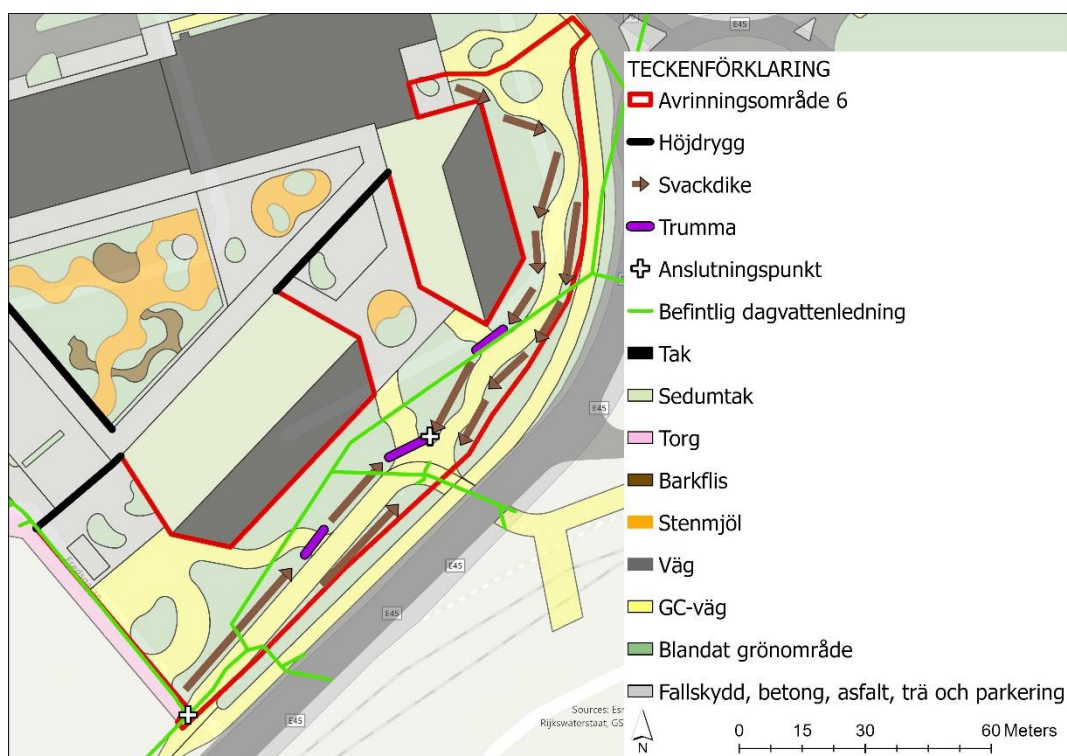 E45
TECKENFÖRKLARING
Avrinningsområde 6
Höjdrygg
Svackdike
Trumma
Anslutningspunkt
Befintlig dagvattenledning
Tak
Sedumtak
Torg
Barkflis
Stenmjöl
Väg
GC-väg
Blandat grönområde
Fallskydd, betong, asfalt, trä och parkering
E45
E45
E45
E45
Sources: Esr
Rijkswaterstaat, GS
N
0 15 30 60 Meters